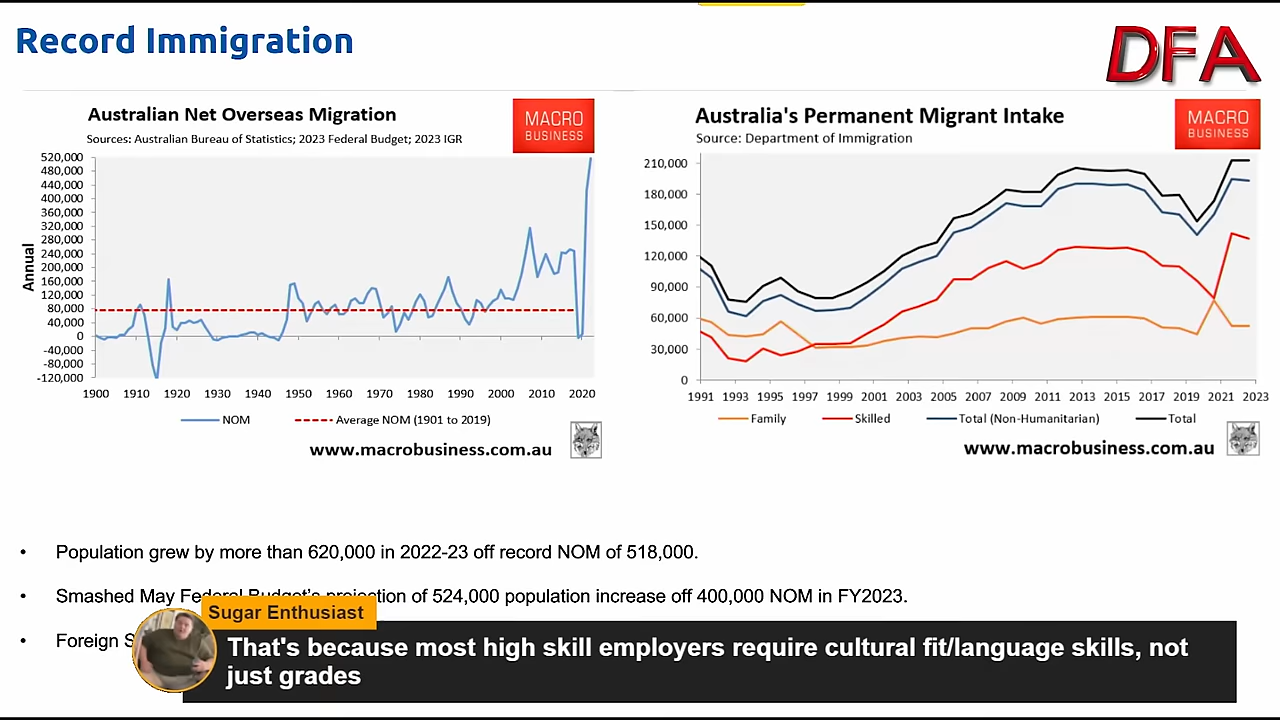 Record Immigration
DFA
Australian Net Overseas Migration
Sources: Australian Bureau of Statistics; 2023 Federal Budget; 2023 IGR
MACRO
BUSINESS
520,000
480,000
440,000
400,000
360,000
320,000
280,000
240,000
200,000
160,000
120,000
80,000
40,000
0
-40,000
-80,000
-120,000
Annual
1900 1910 1920 1930 1940 1950 1960 1970 1980 1990 2000 2010 2020
NOM Average NOM (1901 to 2019)
www.macrobusiness.com.au
Australia's Permanent Migrant Intake
Source: Department of Immigration
MACRO
BUSINESS
210,000
180,000
150,000
120,000
90,000
60,000
30,000
0
1991 1993 1995 1997 1999 2001 2003 2005 2007 2009 2011 2013 2015 2017 2019 2021 2023
Family Skilled Total (Non-Humanitarian) Total
www.macrobusiness.com.au
• Population grew by more than 620,000 in 2022-23 off record NOM of 518,000.
• Smashed May Federal Budget's projection of 524,000 population increase off 400,000 NOM in FY2023.
• Foreign S
Sugar Enthusiast
That's because most high skill employers require cultural fit/language skills, not
just grades